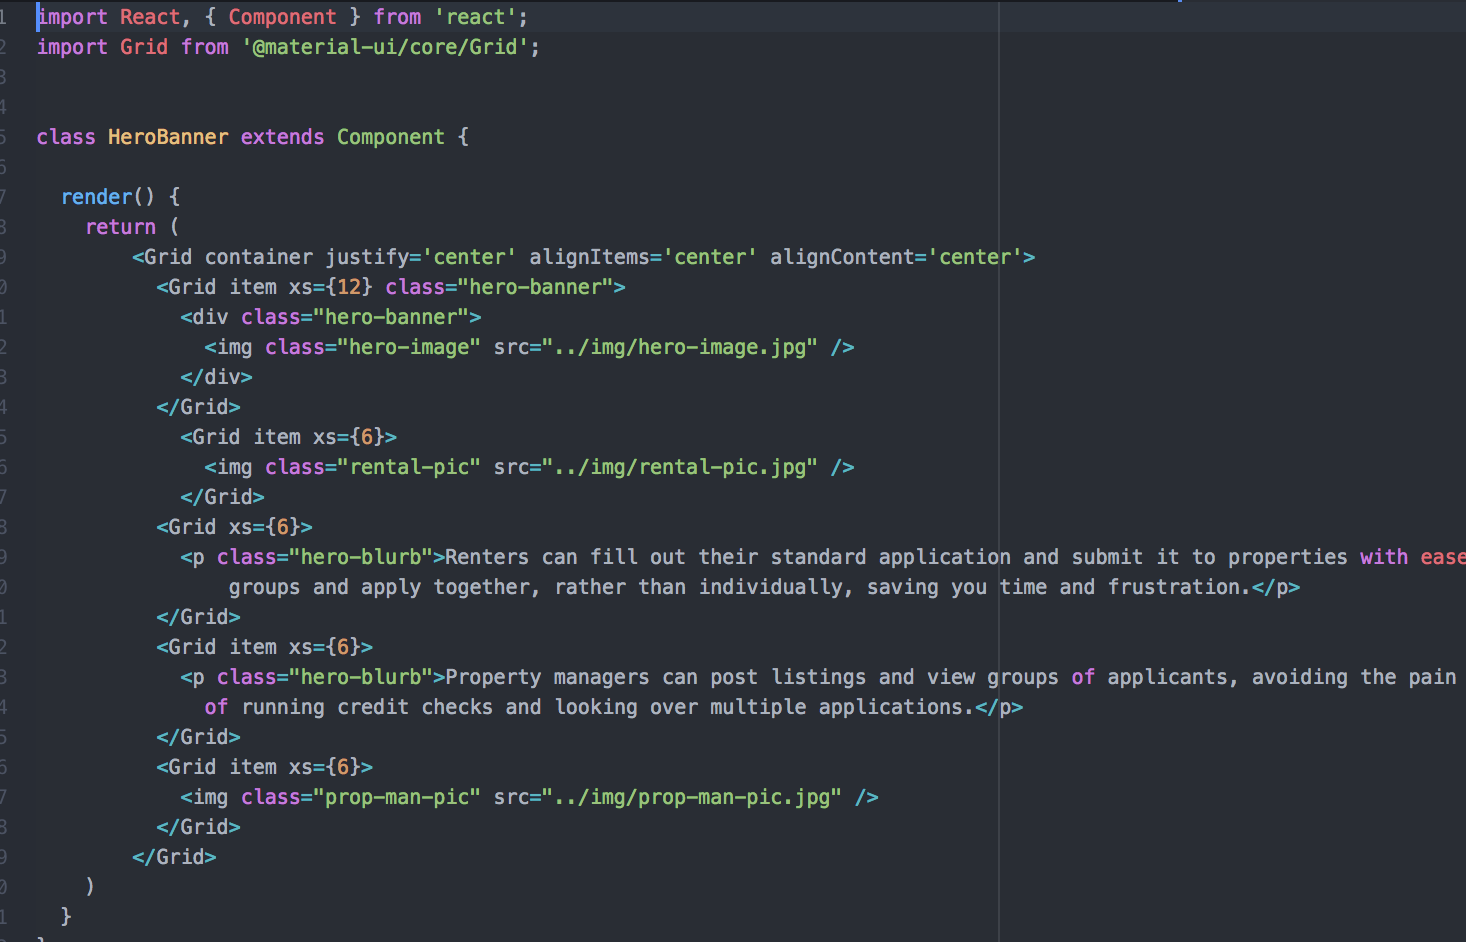 1 import React, { Component } from 'react';
2 import Grid from '@material-ui/core/Grid';
3
4
5 class HeroBanner extends Component {
6
7   render() {
8     return (
9         <Grid container justify='center' alignItems='center' alignContent='center'>
0           <Grid item xs={12} class="hero-banner">
1             <div class="hero-banner">
2               <img class="hero-image" src="../img/hero-image.jpg" />
3             </div>
4           </Grid>
5             <Grid item xs={6}>
6               <img class="rental-pic" src="../img/rental-pic.jpg" />
7             </Grid>
8           <Grid xs={6}>
9             <p class="hero-blurb">Renters can fill out their standard application and submit it to properties with ease
0                 groups and apply together, rather than individually, saving you time and frustration.</p>
1           </Grid>
2           <Grid item xs={6}>
3             <p class="hero-blurb">Property managers can post listings and view groups of applicants, avoiding the pain
4               of running credit checks and looking over multiple applications.</p>
5           </Grid>
6           <Grid item xs={6}>
7             <img class="prop-man-pic" src="../img/prop-man-pic.jpg" />
8           </Grid>
9         </Grid>
0     )
1   }
}